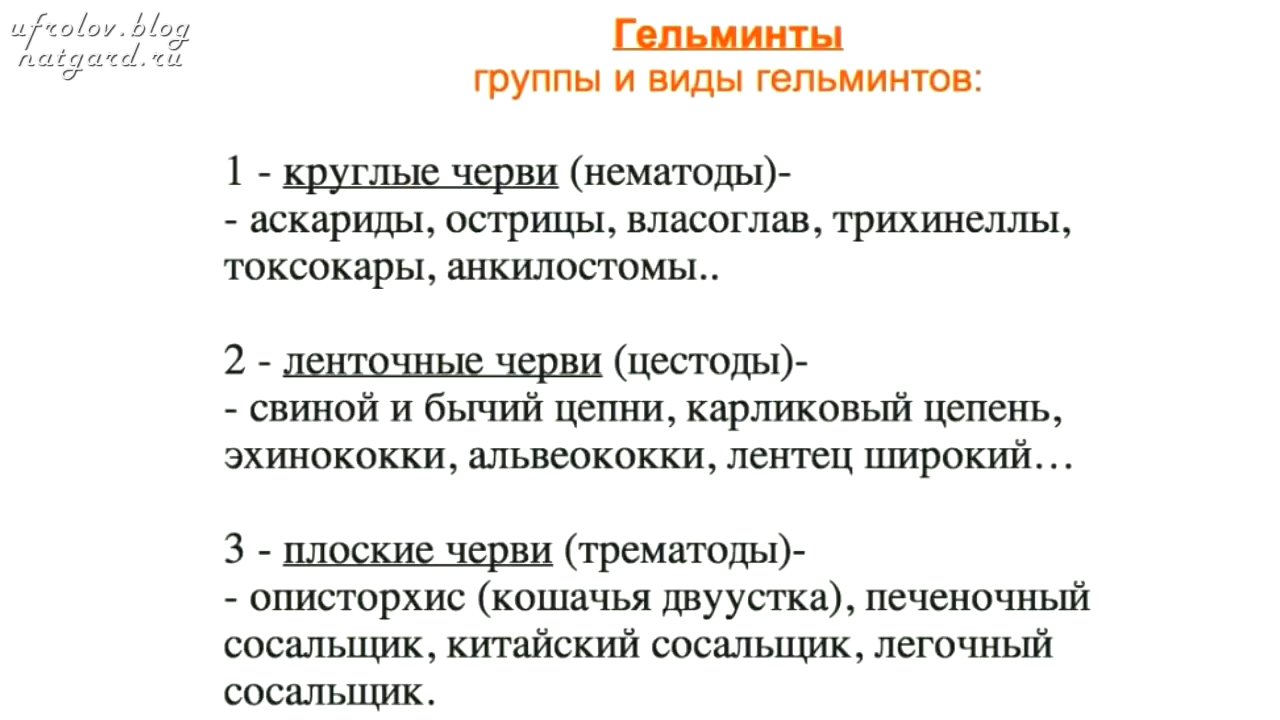 ufrolov.blog
natgard.ru
Гельминты
группы и виды гельминтов:
1 - круглые черви (нематоды)-
- аскариды, острицы, власоглав, трихинеллы,
токсокары, анкилостомы..
2 - ленточные черви (цестоды)-
- свиной и бычий цепни, карликовый цепень,
эхинококки, альвеококки, лентец широкий…
3 - плоские черви (трематоды)-
- описторхис (кошачья двуустка), печеночный
сосальщик, китайский сосальщик, легочный
сосальщик.